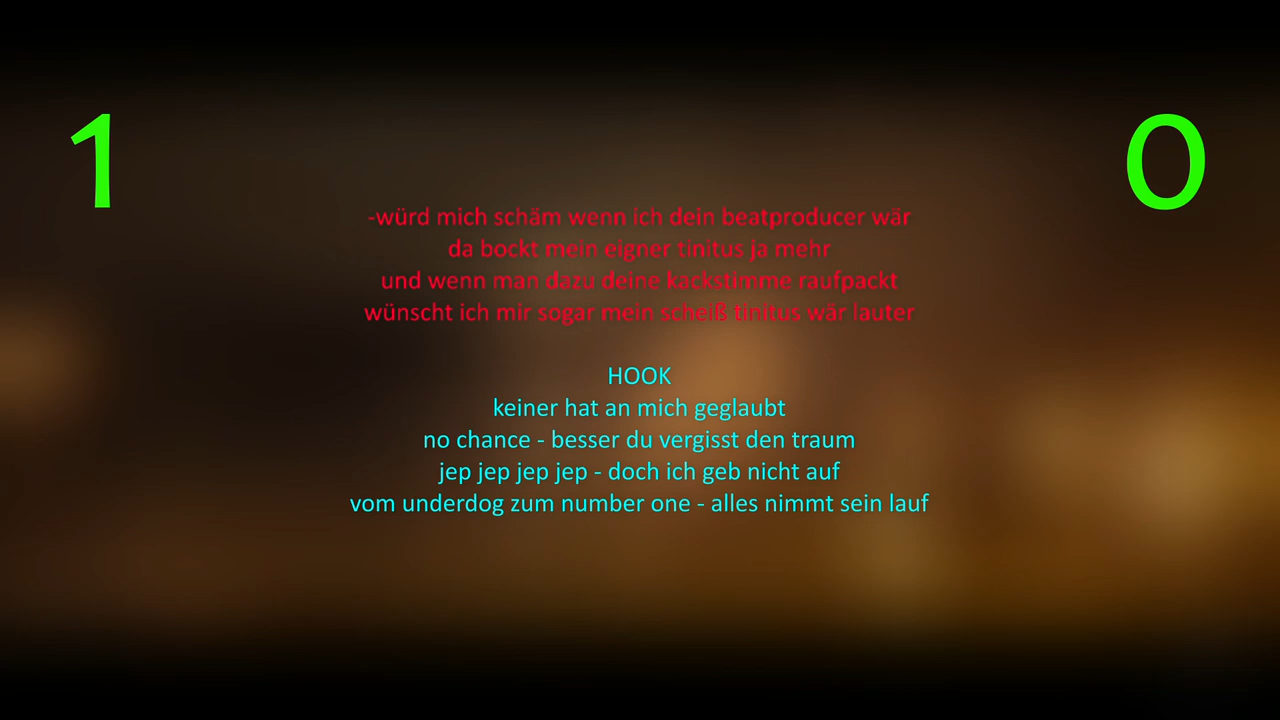 1
0
-würd mich schäm wenn ich dein beatproducer wär
da bockt mein eigner tinitus ja mehr
und wenn man dazu deine kackstimme raufpackt
wünscht ich mir sogar mein scheiß tinitus wär lauter
HOOK
keiner hat an mich geglaubt
no chance - besser du vergisst den traum
jep jep jep jep - doch ich geb nicht auf
vom underdog zum number one - alles nimmt sein lauf